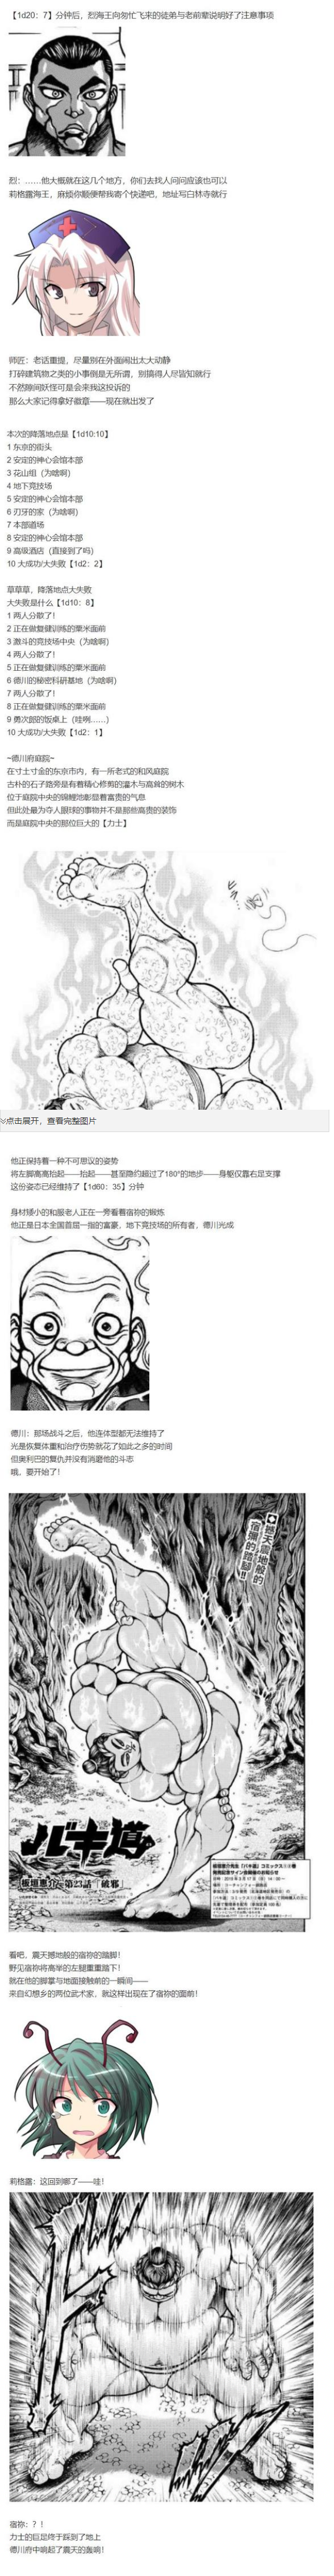 【1d20：7】分钟后，烈海王向匆忙飞来的徒弟与老前辈说明好了注意事项
烈：……他大概就在这几个地方，你们去找人问问应该也可以
莉格露海王，麻烦你顺便帮我寄个快递吧，地址写白林寺就行
师匠：老话重提，尽量别在外面闹出太大动静
打碎建筑物之类的小事倒是无所谓，别搞得人尽皆知就行
不然隙间妖怪可是会来我这投诉的
那么大家记得拿好徽章——现在就出发了
本次的降落地点是【1d10:10】
1 东京的街头
2 安定的神心会馆本部
3 花山组（为啥啊）
4 地下竞技场
5 安定的神心会馆本部
6 刃牙的家（为啥啊）
7 本部道场
8 安定的神心会馆本部
9 高级酒店（直接到了吗）
10 大成功/大失败【1d2：2】
草草草，降落地点大失败
大失败是什么【1d10：8】
1 两人分散了！
2 正在做复健训练的粟米面前
3 激斗的竞技场中央（为啥啊）
4 两人分散了！
5 正在做复健训练的粟米面前
6 德川的秘密科研基地（为啥啊）
7 两人分散了！
8 正在做复健训练的粟米面前
9 勇次郎的饭桌上（哇咧……）
10 大成功/大失败【1d2：1】
~德川府庭院~
在寸土寸金的东京市内，有一所老式的和风庭院
古朴的石子路旁是有着精心修剪的灌木与高耸的树木
位于庭院中央的锦鲤池彰显着富贵的气息
但此处最为夺人眼球的事物并不是那些高贵的装饰
而是庭院中央的那位巨大的【力士】
点击展开，查看完整图片
他正保持着一种不可思议的姿势
将左脚高高抬起——抬起——甚至隐约超过了180°的地步——身躯仅靠右足支撑
这份姿态已经维持了【1d60：35】分钟
身材矮小的和服老人正在一旁看着宿祢的锻炼
他正是日本全国首屈一指的富豪，地下竞技场的所有者，德川光成
德川：那场战斗之后，他连体型都无法维持了
光是恢复体重和治疗伤势就花了如此之多的时间
但奥利巴的复仇并没有消磨他的斗志
哦，要开始了！
バキ道
板垣恵介 第23話「破邪」
看吧，震天撼地般的宿祢的踏脚！
野见宿祢将高举的左腿重重踏下！
就在他的脚掌与地面接触前的一瞬间——
来自幻想乡的两位武术家，就这样出现在了宿祢的面前！
莉格露：这回到哪了——哇！
宿祢：？！
力士的巨足终于踩到了地上
德川府中响起了震天的轰响！